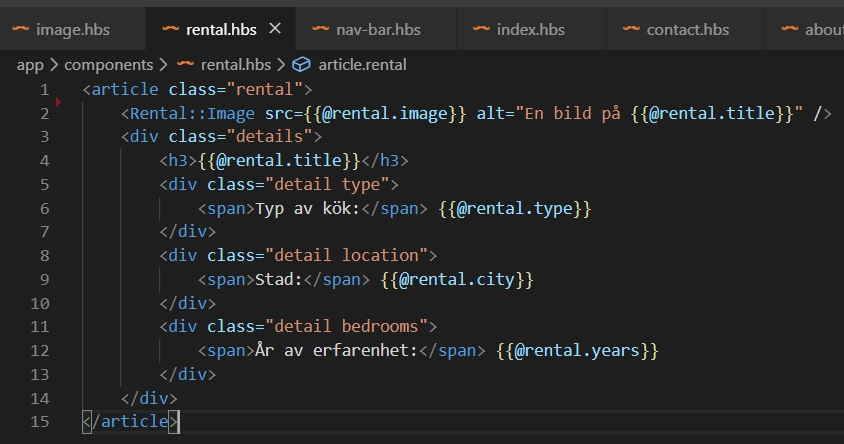 image.hbs rental.hbs × nav-bar.hbs index.hbs contact.hbs abou
app > components > rental.hbs > article.rental
1 <article class="rental">
2 <Rental::Image src={{@rental.image}} alt="En bild på {{@rental.title}}" />
3 <div class="details">
4 <h3>{{@rental.title}}</h3>
5 <div class="detail type">
6 <span>Typ av kök:</span> {{@rental.type}}
7 </div>
8 <div class="detail location">
9 <span>Stad:</span> {{@rental.city}}
10 </div>
11 <div class="detail bedrooms">
12 <span>År av erfarenhet:</span> {{@rental.years}}
13 </div>
14 </div>
15 </article>